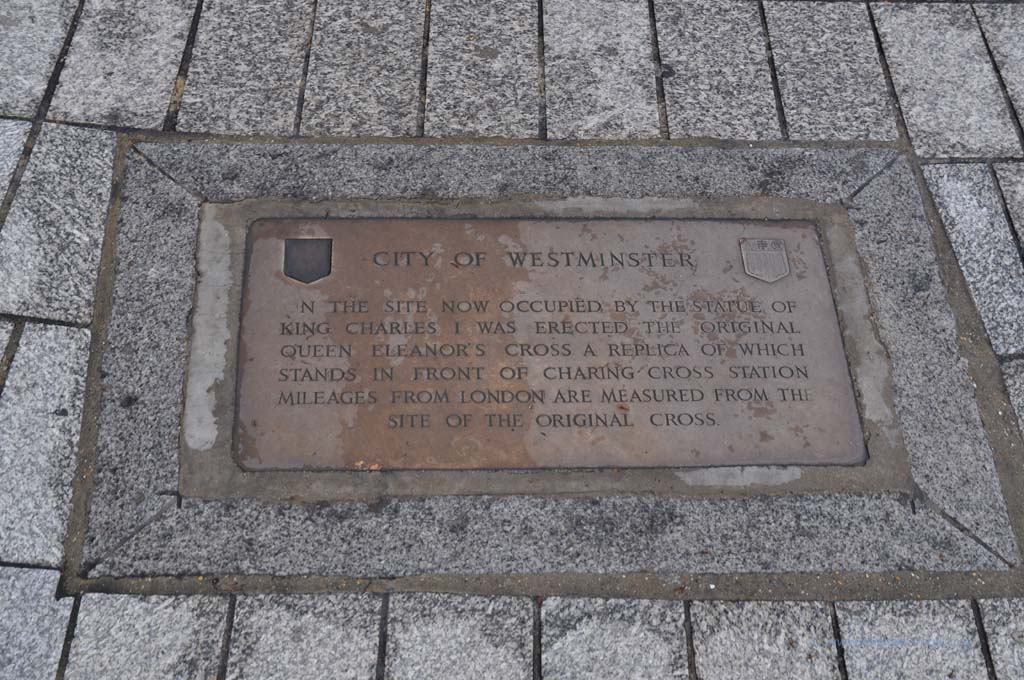 CITY OF WESTMINSTER
N THE SITE NOW OCCUPIED BY THE STATUE OF
KING CHARLES I WAS ERECTED THE ORIGINAL
QUEEN ELEANOR'S CROSS A REPLICA OF WHICH
STANDS IN FRONT OF CHARING CROSS STATION
MILEAGES FROM LONDON ARE MEASURED FROM THE
SITE OF THE ORIGINAL CROSS.